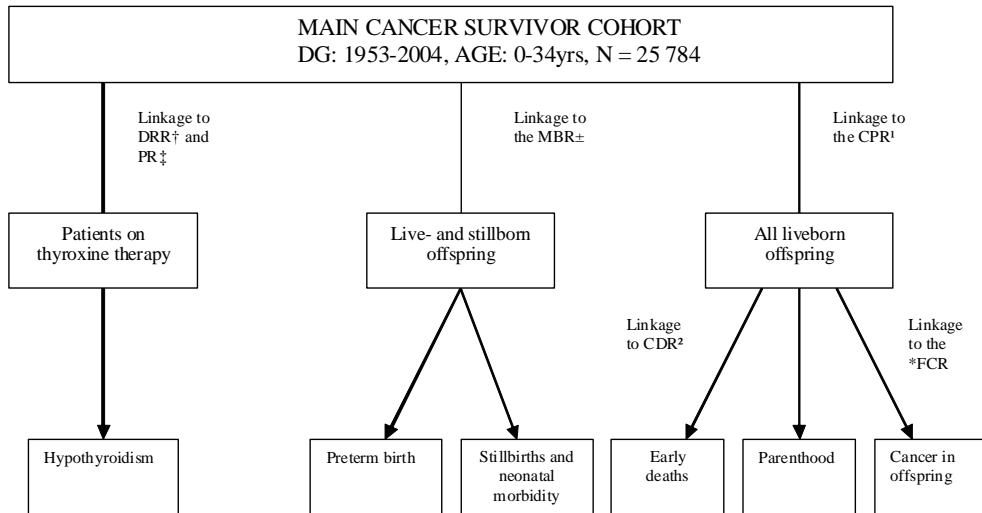 MAIN CANCER SURVIVOR COHORT
DG: 1953-2004, AGE: 0-34yrs, N = 25 784
Linkage to
DRR† and
PR‡
Linkage to
the MBR±
Linkage to
the CPR¹
Patients on
thyroxine therapy
Live- and stillborn
offspring
All liveborn
offspring
Linkage
to CDR²
Linkage
to the
*FCR
Hypothyroidism
Preterm birth
Stillbirths and
neonatal
morbidity
Early
deaths
Parenthood
Cancer in
offspring